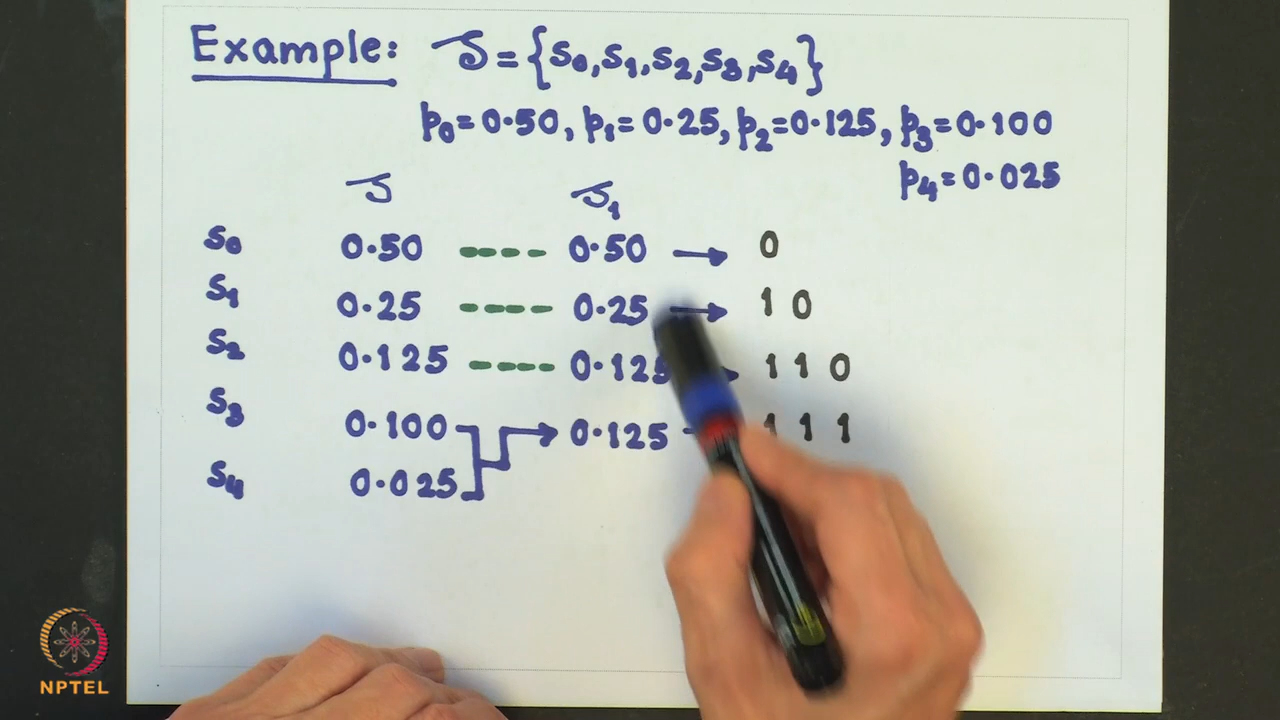 Example: S = {S0, S1, S2, S3, S4}
p0 = 0.50, p1 = 0.25, p2 = 0.125, p3 = 0.100
p4 = 0.025
S S1
S0 0.50 ---- 0.50 → 0
S1 0.25 ---- 0.25 → 1 0
S2 0.125 ---- 0.125 1 1 0
S3 0.100 → 0.125 1 1 1
S4 0.025
NPTEL